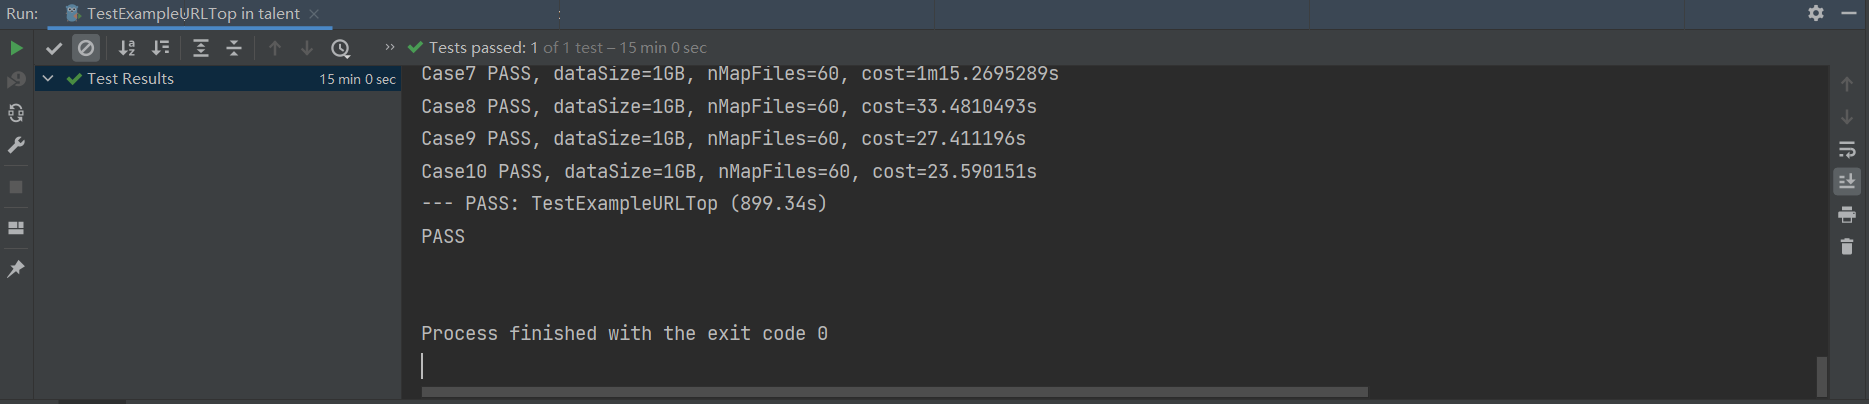 Run: TestExampleURLTop in talent
Tests passed: 1 of 1 test – 15 min 0 sec
Test Results 15 min 0 sec
Case7 PASS, dataSize=1GB, nMapFiles=60, cost=1m15.2695289s
Case8 PASS, dataSize=1GB, nMapFiles=60, cost=33.4810493s
Case9 PASS, dataSize=1GB, nMapFiles=60, cost=27.411196s
Case10 PASS, dataSize=1GB, nMapFiles=60, cost=23.590151s
--- PASS: TestExampleURLTop (899.34s)
PASS
Process finished with the exit code 0